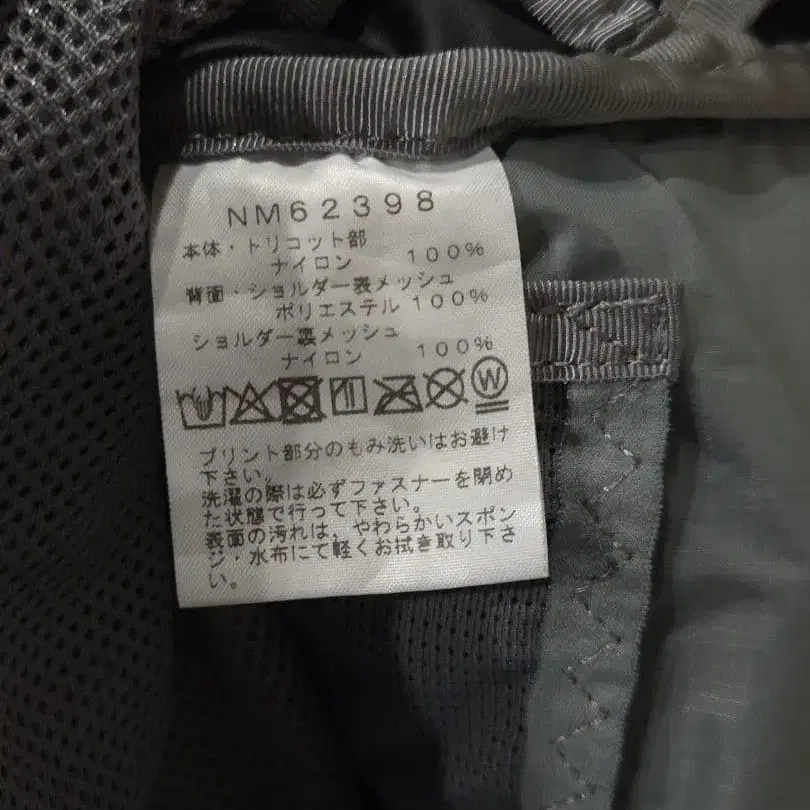 NM62398
本体・トリコット部
ナイロン 100%
背面・ショルダー表メッシュ
ポリエステル 100%
ショルダー裏メッシュ
ナイロン 100%
W
プリント部分のもみ洗いはお避け
下さい。
洗濯の際は必ずファスナーを閉め
た状態で行って下さい。
表面の汚れは、やわらかいスポン
ジ・水布にて軽くお拭き取り下さ
い。